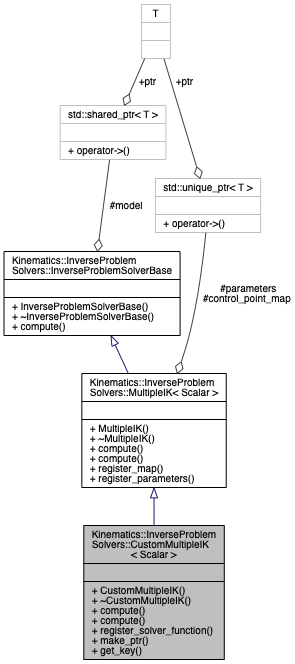 T
+ptr
+ptr
std::shared_ptr< T >
+ operator->()
std::unique_ptr< T >
+ operator->()
#model
#parameters
#control_point_map
Kinematics::InverseProblem
Solvers::InverseProblemSolverBase
+ InverseProblemSolverBase()
+ ~InverseProblemSolverBase()
+ compute()
Kinematics::InverseProblem
Solvers::MultipleIK< Scalar >
+ MultipleIK()
+ ~MultipleIK()
+ compute()
+ compute()
+ register_map()
+ register_parameters()
Kinematics::InverseProblem
Solvers::CustomMultipleIK
< Scalar >
+ CustomMultipleIK()
+ ~CustomMultipleIK()
+ compute()
+ compute()
+ register_solver_function()
+ make_ptr()
+ get_key()